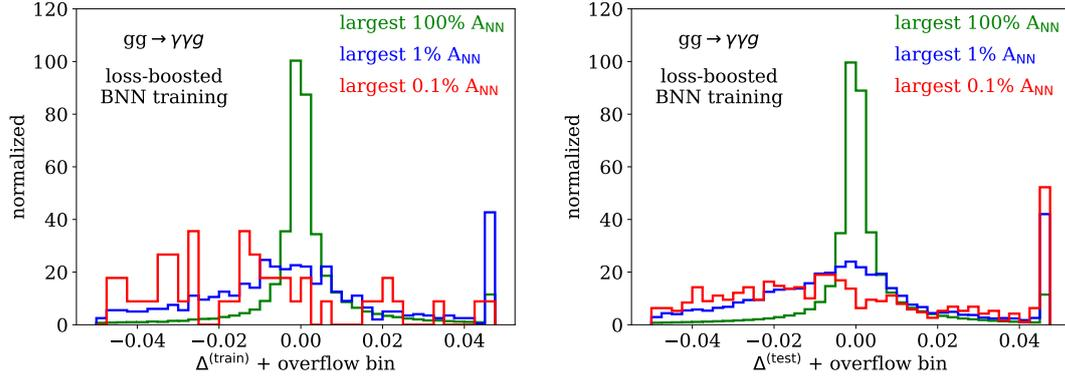 120
100
80
60
40
20
0
normalized
gg → γγg
loss-boosted
BNN training
largest 100% A_NN
largest 1% A_NN
largest 0.1% A_NN
−0.04 −0.02 0.00 0.02 0.04
Δ^(train) + overflow bin
120
100
80
60
40
20
0
normalized
gg → γγg
loss-boosted
BNN training
largest 100% A_NN
largest 1% A_NN
largest 0.1% A_NN
−0.04 −0.02 0.00 0.02 0.04
Δ^(test) + overflow bin